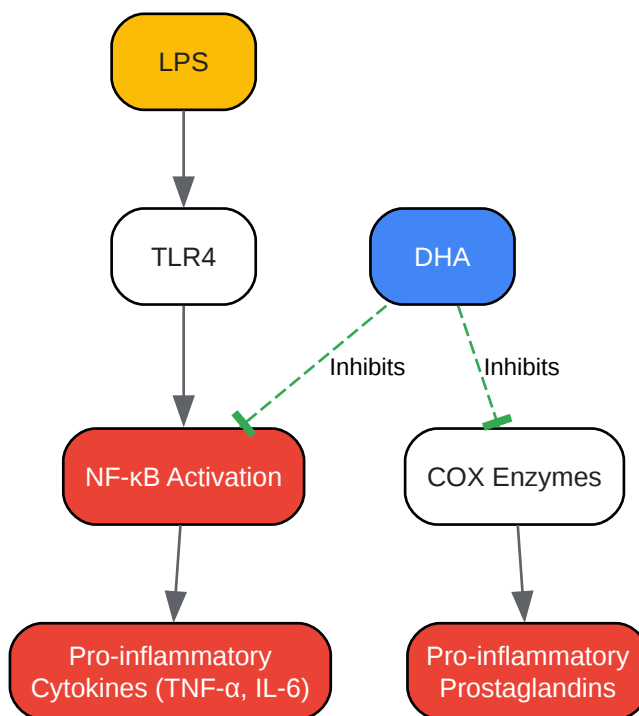 LPS
TLR4
DHA
Inhibits
Inhibits
NF-κB Activation
COX Enzymes
Pro-inflammatory
Cytokines (TNF-α, IL-6)
Pro-inflammatory
Prostaglandins